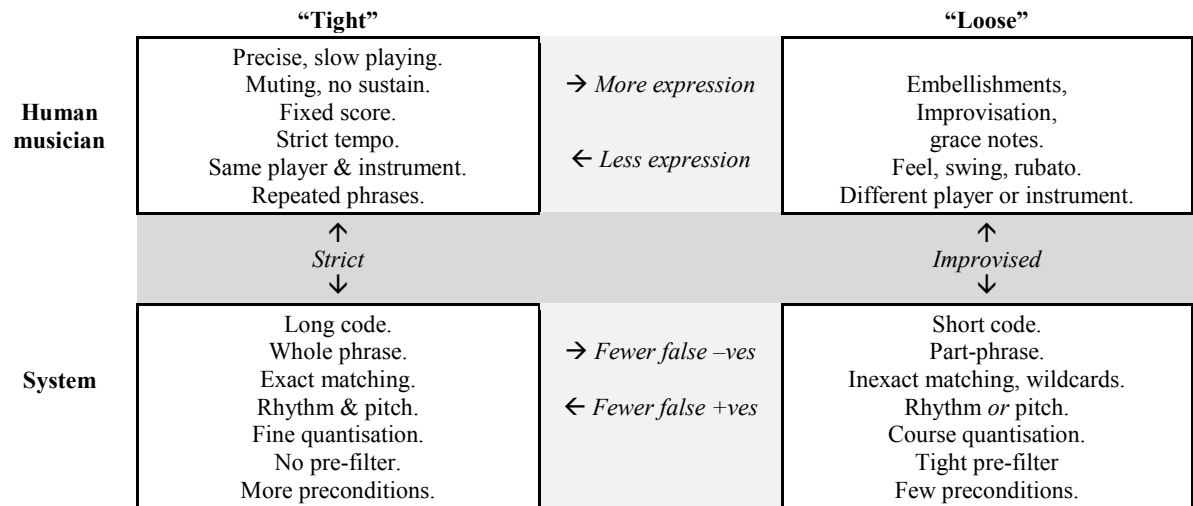 “Tight”
“Loose”
Human musician
Precise, slow playing.
Muting, no sustain.
Fixed score.
Strict tempo.
Same player & instrument.
Repeated phrases.
→ More expression
← Less expression
Embellishments,
Improvisation,
grace notes.
Feel, swing, rubato.
Different player or instrument.
↑
Strict
↓
↑
Improvised
↓
System
Long code.
Whole phrase.
Exact matching.
Rhythm & pitch.
Fine quantisation.
No pre-filter.
More preconditions.
→ Fewer false –ves
← Fewer false +ves
Short code.
Part-phrase.
Inexact matching, wildcards.
Rhythm or pitch.
Course quantisation.
Tight pre-filter
Few preconditions.